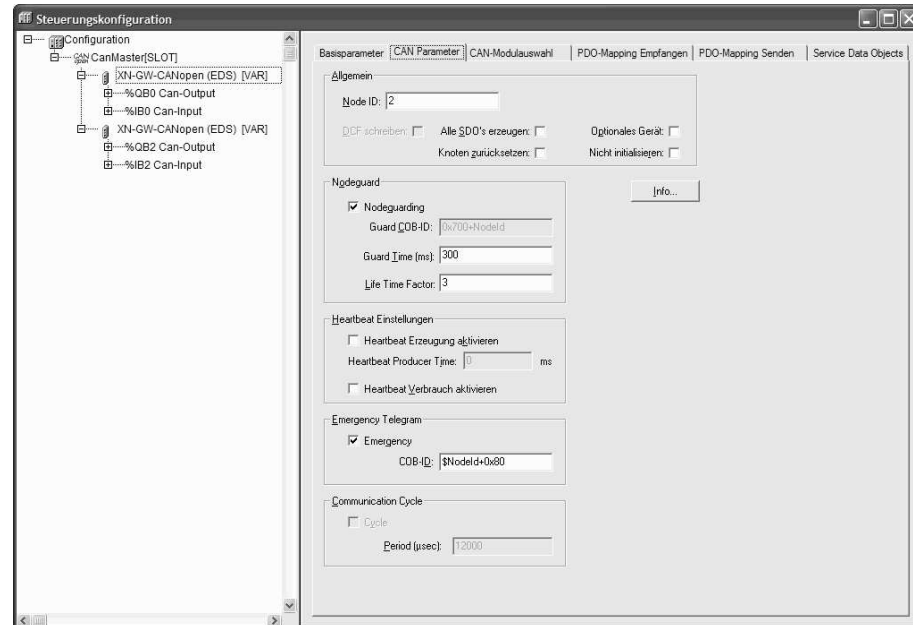 Steuerungskonfiguration
Configuration
CanMaster[SLOT]
XN-GW-CANopen (EDS) [VAR]
%QB0 Can-Output
%IB0 Can-Input
XN-GW-CANopen (EDS) [VAR]
%QB2 Can-Output
%IB2 Can-Input
Basisparameter CAN Parameter CAN-Modulauswahl PDO-Mapping Empfangen PDO-Mapping Senden Service Data Objects
Allgemein
Node ID: 2
DCF schreiben: Alle SDO's erzeugen: Optionales Gerät:
Knoten zurücksetzen: Nicht initialisieren:
Info...
Nodeguard
Nodeguarding
Guard COB-ID: 0x700+NodeId
Guard Time (ms): 300
Life Time Factor: 3
Heartbeat Einstellungen
Heartbeat Erzeugung aktivieren
Heartbeat Producer Time: 0 ms
Heartbeat Verbrauch aktivieren
Emergency Telegram
Emergency
COB-ID: $NodeId+0x80
Communication Cycle
Cycle
Period (µsec): 12000